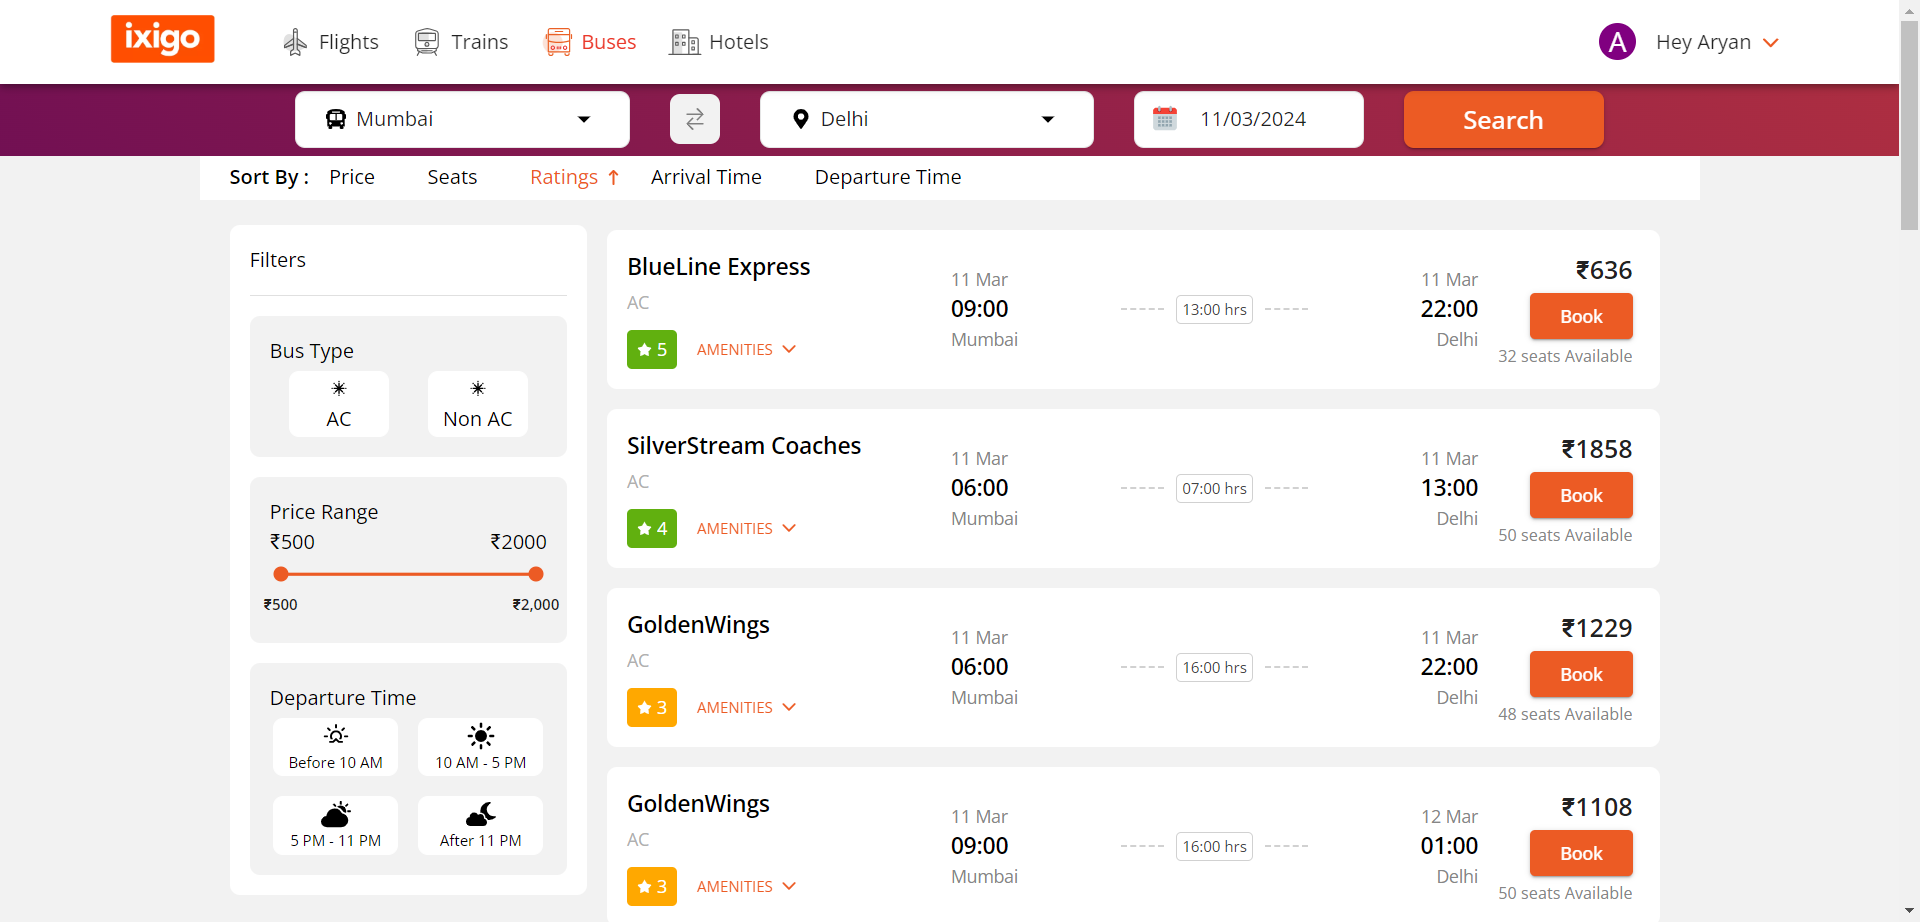 ixigo
Flights
Trains
Buses
Hotels
A
Hey Aryan
Mumbai
Delhi
11/03/2024
Search
Sort By :
Price
Seats
Ratings
Arrival Time
Departure Time
Filters
Bus Type
AC
Non AC
Price Range
₹500
₹2000
₹500
₹2,000
Departure Time
Before 10 AM
10 AM - 5 PM
5 PM - 11 PM
After 11 PM
BlueLine Express
AC
5
AMENITIES
11 Mar
09:00
Mumbai
13:00 hrs
11 Mar
22:00
Delhi
₹636
Book
32 seats Available
SilverStream Coaches
AC
4
AMENITIES
11 Mar
06:00
Mumbai
07:00 hrs
11 Mar
13:00
Delhi
₹1858
Book
50 seats Available
GoldenWings
AC
3
AMENITIES
11 Mar
06:00
Mumbai
16:00 hrs
11 Mar
22:00
Delhi
₹1229
Book
48 seats Available
GoldenWings
AC
3
AMENITIES
11 Mar
09:00
Mumbai
16:00 hrs
12 Mar
01:00
Delhi
₹1108
Book
50 seats Available